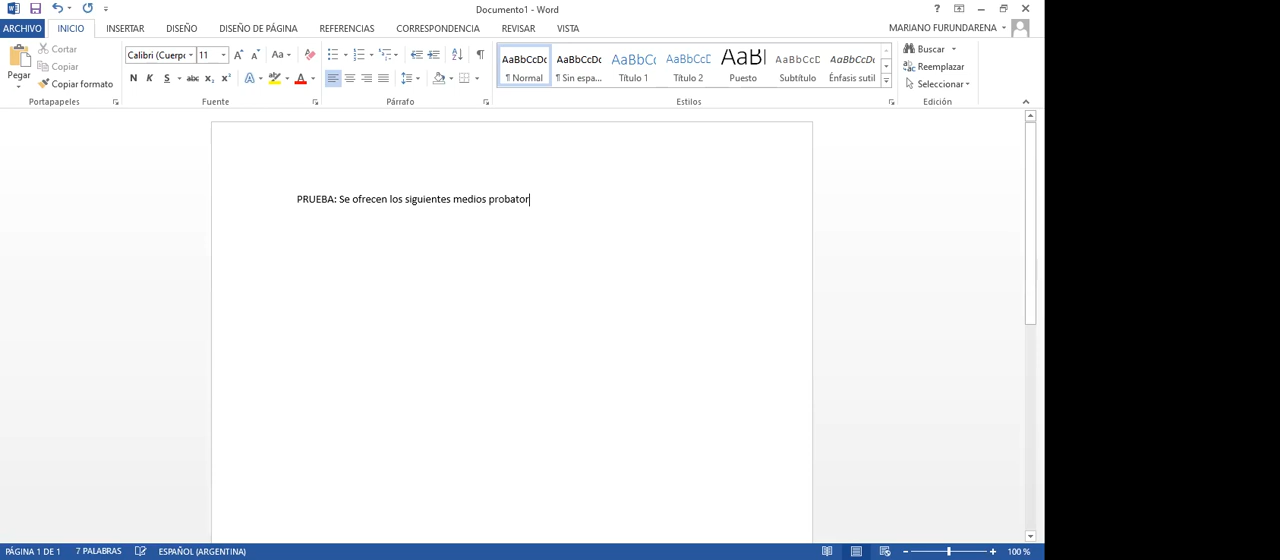 Documento1 - Word
ARCHIVO INICIO INSERTAR DISEÑO DISEÑO DE PÁGINA REFERENCIAS CORRESPONDENCIA REVISAR VISTA MARIANO FURUNDARENA
Pegar
Cortar
Copiar
Copiar formato
Portapapeles
Calibri (Cuerpo 11
Aa
N K S abc x₂ x²
A A
Fuente
Párrafo
AaBbCcDc AaBbCcDc AaBbCc AaBbCcD AaBl AaBbCcD AaBbCcDc
¶ Normal ¶ Sin espa... Título 1 Título 2 Puesto Subtítulo Énfasis sutil
Estilos
Buscar
Reemplazar
Seleccionar
Edición
PRUEBA: Se ofrecen los siguientes medios probator
PÁGINA 1 DE 1 7 PALABRAS ESPAÑOL (ARGENTINA) 100 %